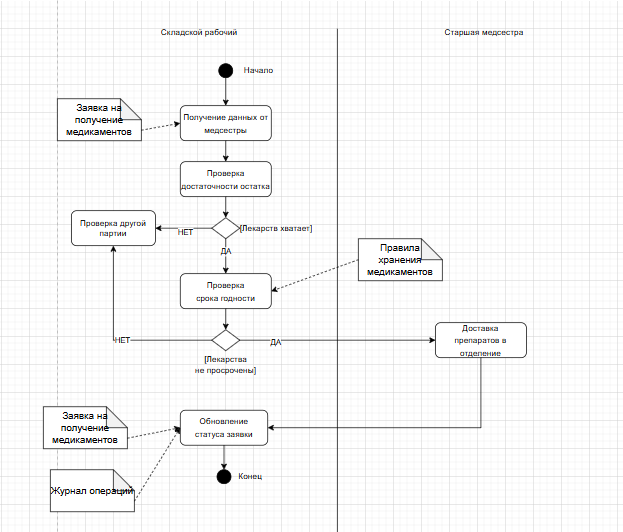 Складской рабочий
Старшая медсестра
Начало
Заявка на
получение
медикаментов
Получение данных от
медсестры
Проверка
достаточности остатка
Проверка другой
партии
НЕТ
[Лекарств хватает]
ДА
Правила
хранения
медикаментов
Проверка
срока годности
НЕТ
ДА
Доставка
препаратов в
отделение
[Лекарства
не просрочены]
Заявка на
получение
медикаментов
Обновление
статуса заявки
Журнал операций
Конец